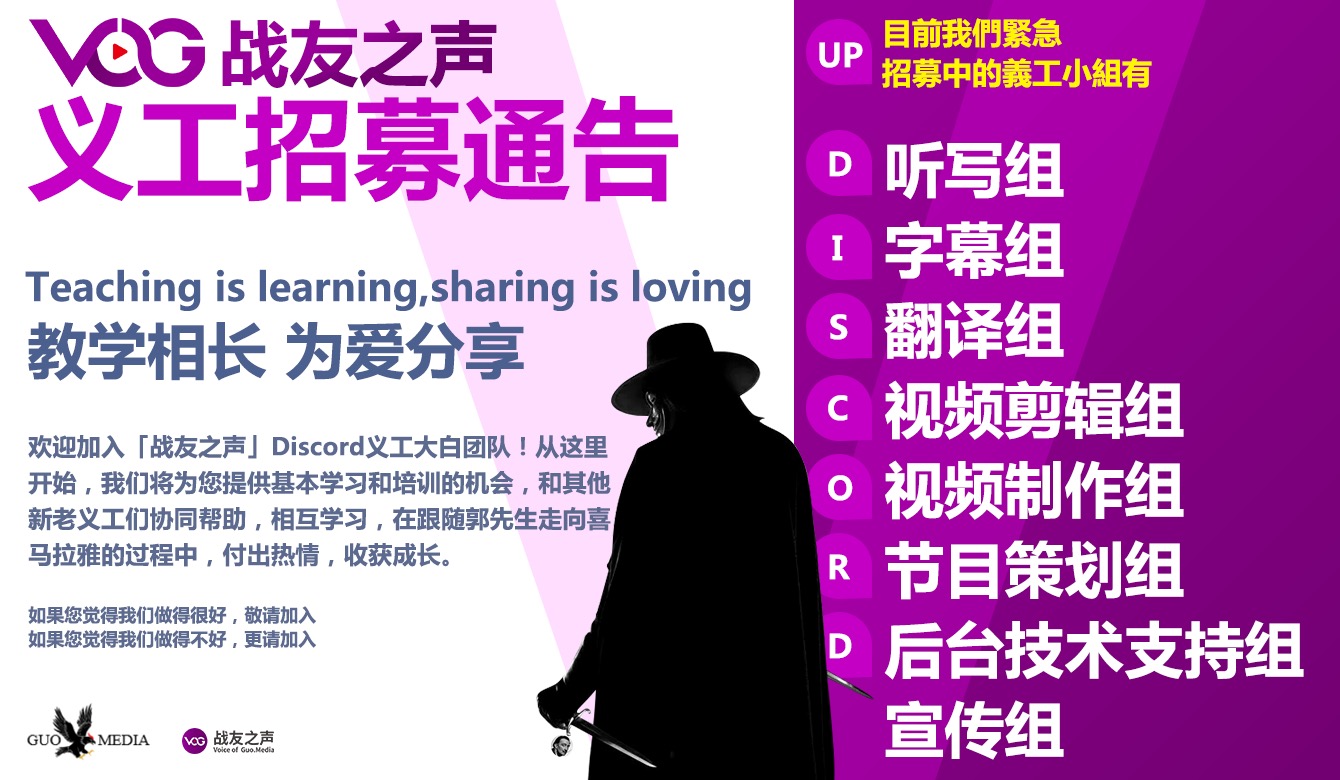 VOG 战友之声
义工招募通告
Teaching is learning,sharing is loving
教学相长 为爱分享
欢迎加入「战友之声」Discord义工大白团队！从这里
开始，我们将为您提供基本学习和培训的机会，和其他
新老义工们协同帮助，相互学习，在跟随郭先生走向喜
马拉雅的过程中，付出热情，收获成长。
如果您觉得我们做得很好，敬请加入
如果您觉得我们做得不好，更请加入
GUO MEDIA
VOG 战友之声
Voice of Guo.Media
UP 目前我們緊急
招募中的義工小組有
D 听写组
I 字幕组
S 翻译组
C 视频剪辑组
O 视频制作组
R 节目策划组
D 后台技术支持组
宣传组